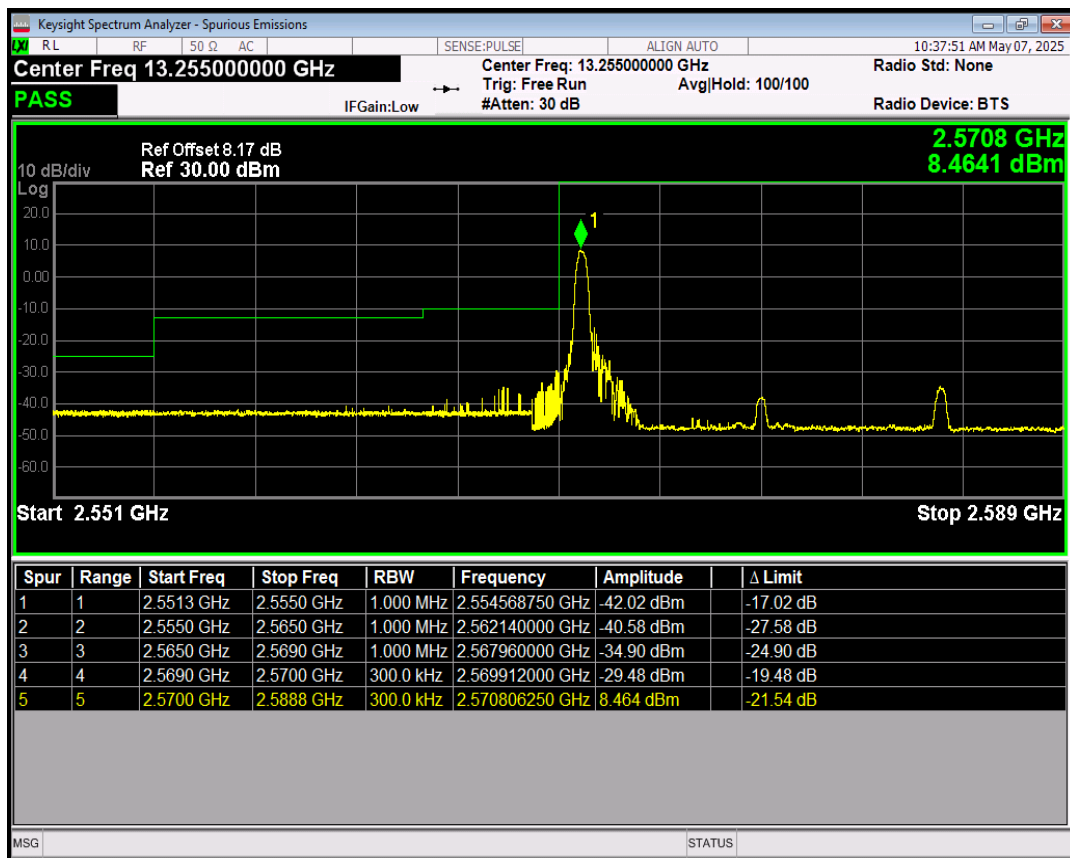 Keysight Spectrum Analyzer - Spurious Emissions
LXI RL RF 50 Ω AC SENSE:PULSE ALIGN AUTO 10:37:51 AM May 07, 2025
Center Freq 13.255000000 GHz Center Freq: 13.255000000 GHz Radio Std: None
Trig: Free Run Avg|Hold: 100/100
PASS IFGain:Low #Atten: 30 dB Radio Device: BTS
2.5708 GHz
Ref Offset 8.17 dB
8.4641 dBm
10 dB/div Ref 30.00 dBm
Log
20.0
1
10.0
0.00
-10.0
-20.0
-30.0
-40.0
-50.0
-60.0
Start 2.551 GHz Stop 2.589 GHz
Spur Range Start Freq Stop Freq RBW Frequency Amplitude Δ Limit
1 1 2.5513 GHz 2.5550 GHz 1.000 MHz 2.554568750 GHz -42.02 dBm -17.02 dB
2 2 2.5550 GHz 2.5650 GHz 1.000 MHz 2.562140000 GHz -40.58 dBm -27.58 dB
3 3 2.5650 GHz 2.5690 GHz 1.000 MHz 2.567960000 GHz -34.90 dBm -24.90 dB
4 4 2.5690 GHz 2.5700 GHz 300.0 kHz 2.569912000 GHz -29.48 dBm -19.48 dB
5 5 2.5700 GHz 2.5888 GHz 300.0 kHz 2.570806250 GHz 8.464 dBm -21.54 dB
MSG STATUS